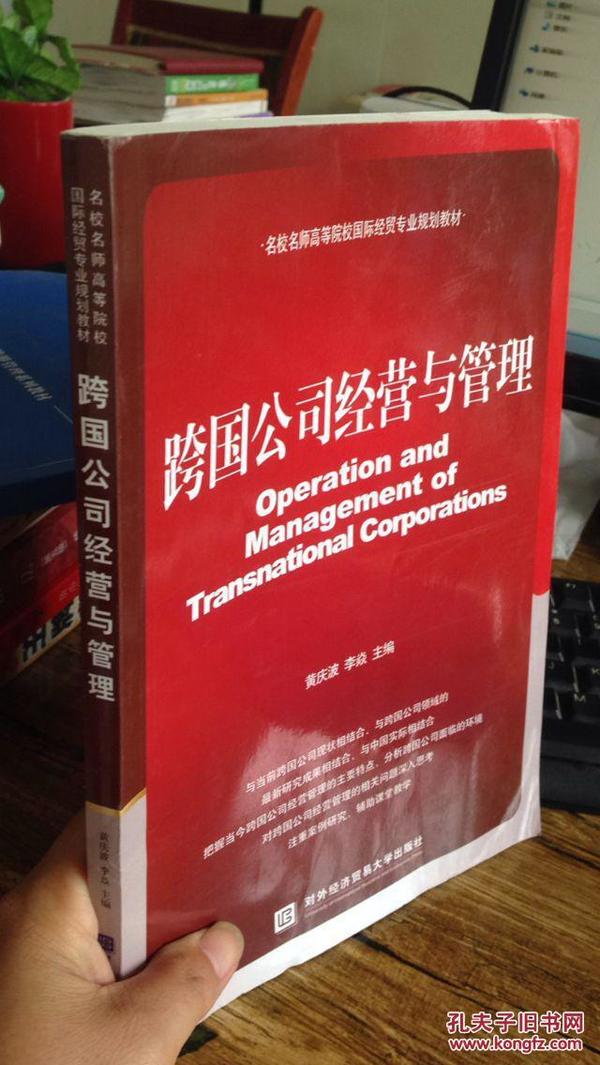 ·名校名师高等院校国际经贸专业规划教材·
跨国公司经营与管理
Operation and
Management of
Transnational Corporations
黄庆波 李焱 主编
与当前跨国公司现状相结合、与跨国公司领域的
最新研究成果相结合、与中国实际相结合
把握当今跨国公司经营管理的主要特点、分析跨国公司面临的环境
对跨国公司经营管理的相关问题深入思考
注重案例研究、辅助课堂教学
对外经济贸易大学出版社
University of International Business and Economics Press
名校名师高等院校
国际经贸专业规划教材
跨国公司经营与管理
黄庆波 李焱 主编
孔夫子旧书网
www.kongfz.com